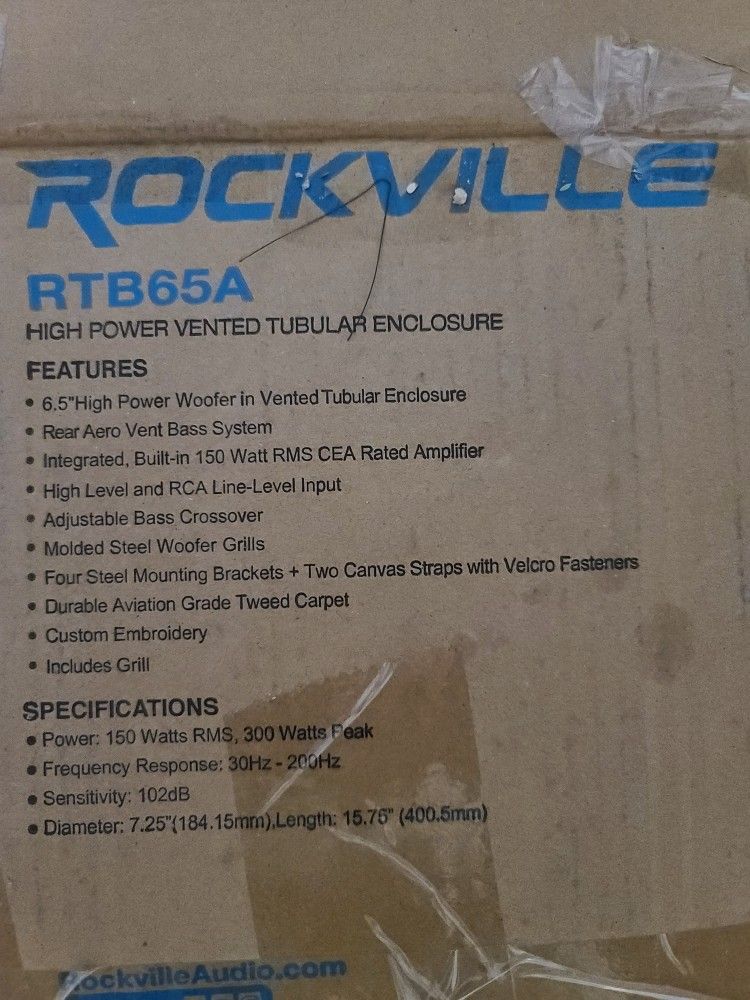 ROCKVILLE
RTB65A
HIGH POWER VENTED TUBULAR ENCLOSURE
FEATURES
• 6.5"High Power Woofer in Vented Tubular Enclosure
• Rear Aero Vent Bass System
• Integrated, Built-in 150 Watt RMS CEA Rated Amplifier
• High Level and RCA Line-Level Input
• Adjustable Bass Crossover
• Molded Steel Woofer Grills
• Four Steel Mounting Brackets + Two Canvas Straps with Velcro Fasteners
• Durable Aviation Grade Tweed Carpet
• Custom Embroidery
• Includes Grill
SPECIFICATIONS
• Power: 150 Watts RMS, 300 Watts Peak
• Frequency Response: 30Hz - 200Hz
• Sensitivity: 102dB
• Diameter: 7.25"(184.15mm),Length: 15.76" (400.5mm)
RockvilleAudio.com